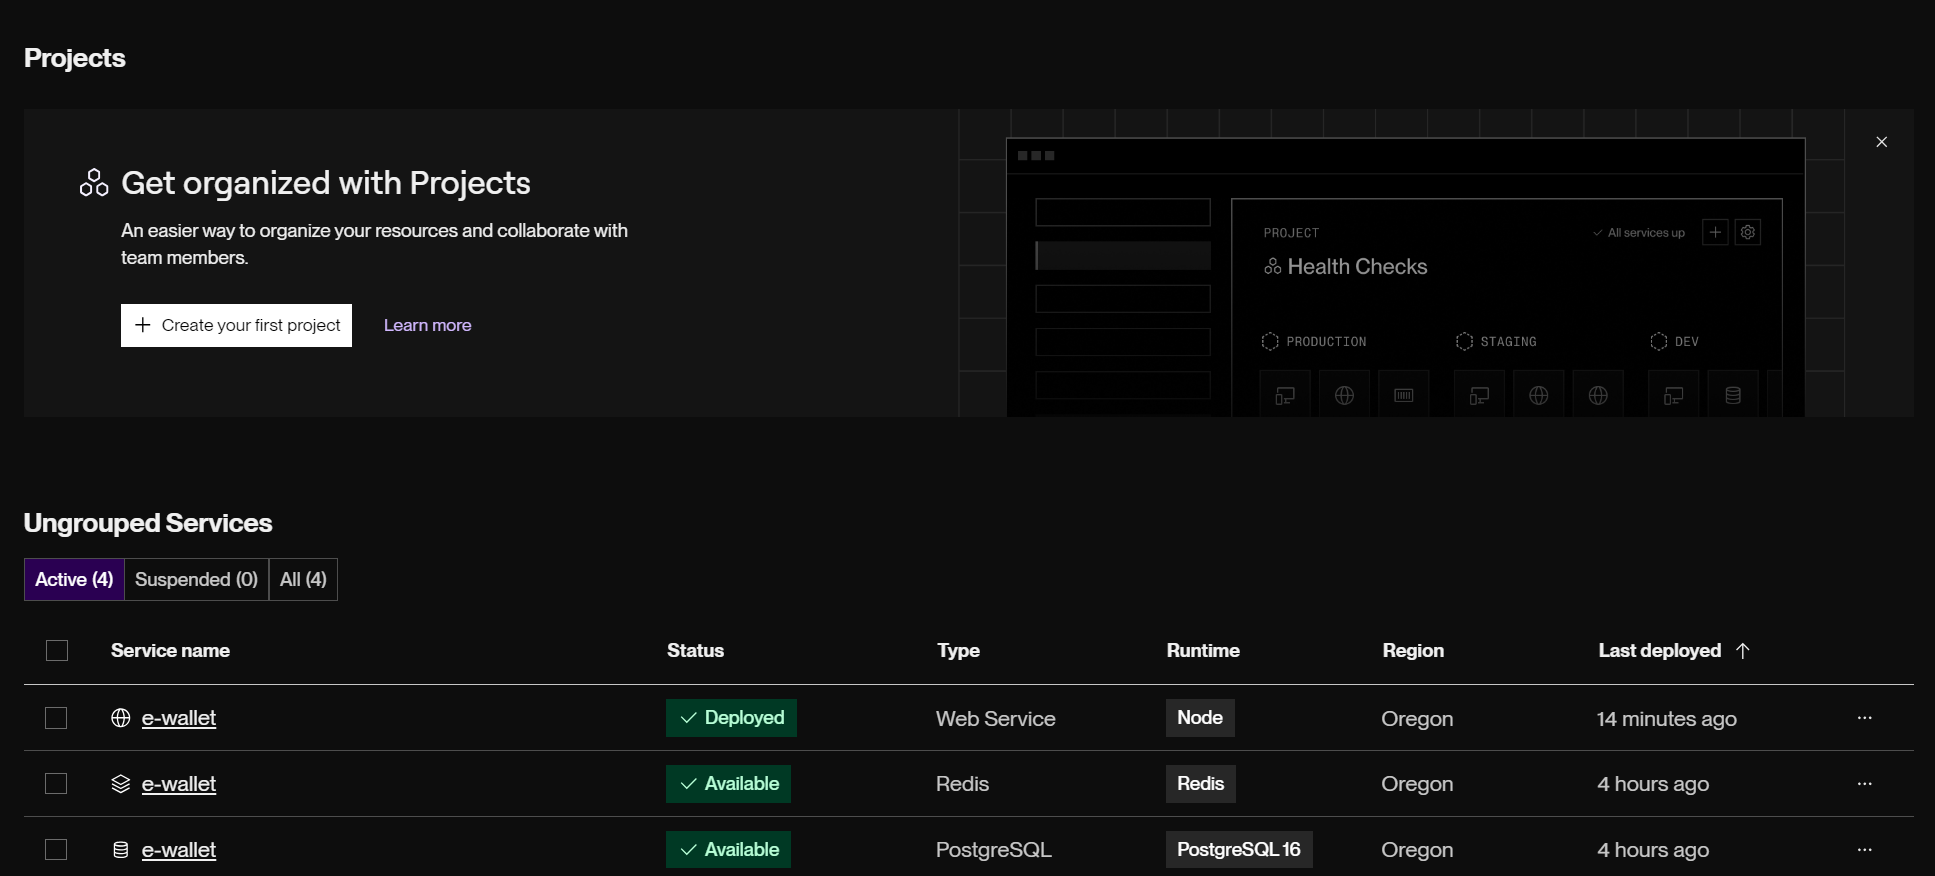 Projects
Get organized with Projects
An easier way to organize your resources and collaborate with
team members.
Create your first project
Learn more
PROJECT
All services up
Health Checks
PRODUCTION
STAGING
DEV
Ungrouped Services
Active (4)
Suspended (0)
All (4)
Service name
Status
Type
Runtime
Region
Last deployed
e-wallet
Deployed
Web Service
Node
Oregon
14 minutes ago
e-wallet
Available
Redis
Redis
Oregon
4 hours ago
e-wallet
Available
PostgreSQL
PostgreSQL 16
Oregon
4 hours ago